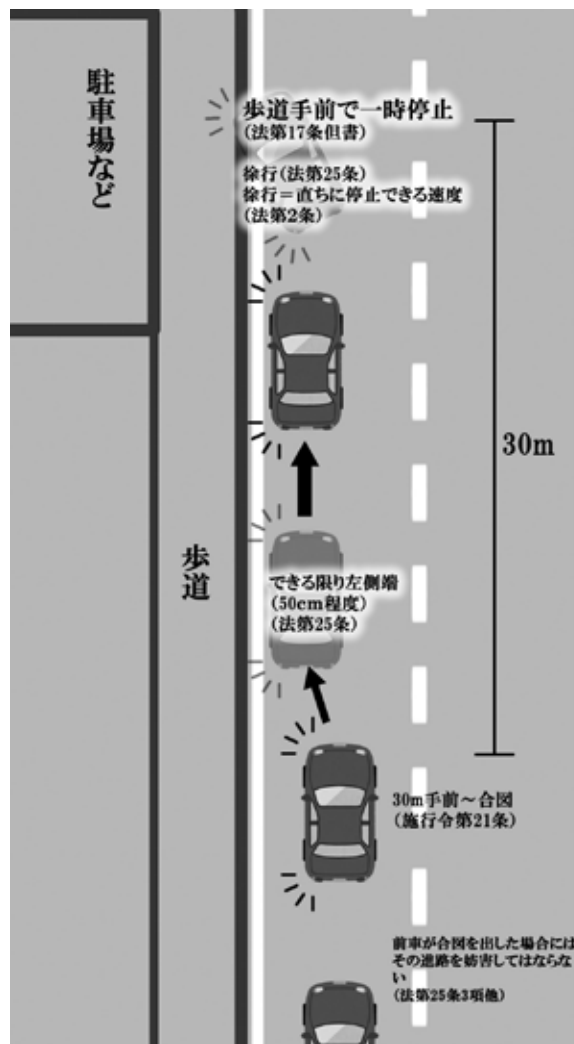 駐車場など
歩道手前で一時停止
(法第17条但書)
徐行(法第25条)
徐行＝直ちに停止できる速度
(法第2条)
30m
歩道
できる限り左側端
(50cm程度)
(法第25条)
30m手前～合図
(施行令第21条)
前車が合図を出した場合には
その進路を妨害してはならな
い
(法第25条3項他)